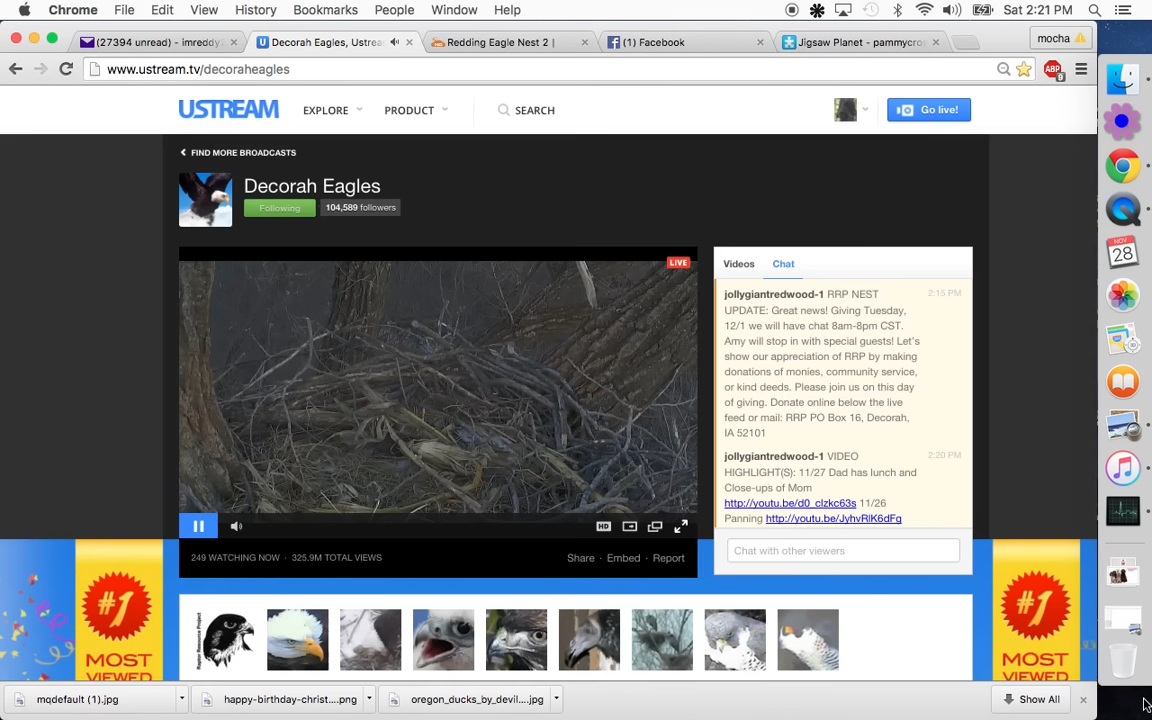 Chrome File Edit View History Bookmarks People Window Help Sat 2:21 PM
(27394 unread) - imreddy Decorah Eagles, Ustrea Redding Eagle Nest 2 | (1) Facebook Jigsaw Planet - pammycro mocha
www.ustream.tv/decoraheagles ABP 9
USTREAM EXPLORE PRODUCT SEARCH Go live!
FIND MORE BROADCASTS
Decorah Eagles
Following 104,589 followers
LIVE
Videos Chat
jollygiantredwood-1 RRP NEST 2:15 PM
UPDATE: Great news! Giving Tuesday,
12/1 we will have chat 8am-8pm CST.
Amy will stop in with special guests! Let's
show our appreciation of RRP by making
donations of monies, community service,
or kind deeds. Please join us on this day
of giving. Donate online below the live
feed or mail: RRP PO Box 16, Decorah,
IA 52101
jollygiantredwood-1 VIDEO 2:20 PM
HIGHLIGHT(S): 11/27 Dad has lunch and
Close-ups of Mom
http://youtu.be/d0_clzkc63s 11/26
Panning http://youtu.be/JyhvRlK6dFg
HD
Chat with other viewers
249 WATCHING NOW · 325.9M TOTAL VIEWS Share · Embed · Report
#1
MOST
VIEWED
Raptor Resource Project
#1
MOST
VIEWED
NOV
28
mqdefault (1).jpg happy-birthday-christ....png oregon_ducks_by_devil....jpg Show All